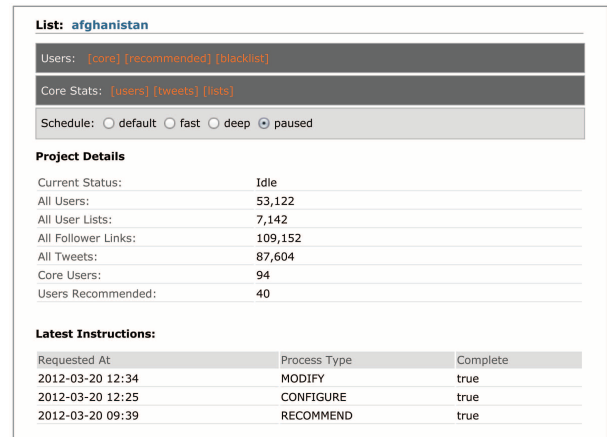 List: afghanistan
Users: [core] [recommended] [blacklist]
Core Stats: [users] [tweets] [lists]
Schedule: default fast deep paused
Project Details
Current Status: Idle
All Users: 53,122
All User Lists: 7,142
All Follower Links: 109,152
All Tweets: 87,604
Core Users: 94
Users Recommended: 40
Latest Instructions:
Requested At Process Type Complete
2012-03-20 12:34 MODIFY true
2012-03-20 12:25 CONFIGURE true
2012-03-20 09:39 RECOMMEND true